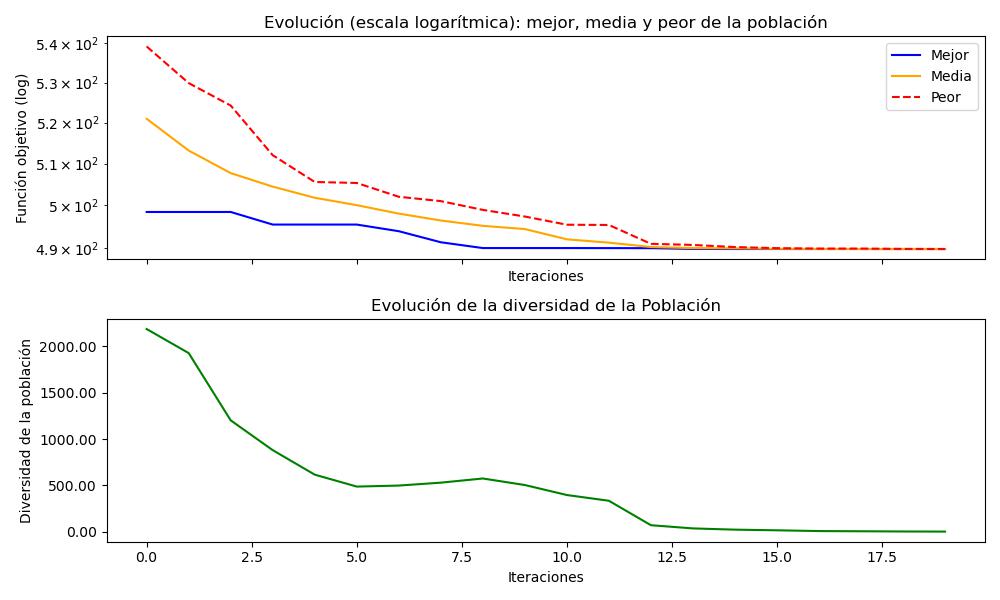 Evolución (escala logarítmica): mejor, media y peor de la población
Función objetivo (log)
5.4 × 10²
5.3 × 10²
5.2 × 10²
5.1 × 10²
5 × 10²
4.9 × 10²
Mejor
Media
Peor
Iteraciones
Evolución de la diversidad de la Población
Diversidad de la población
2000.00
1500.00
1000.00
500.00
0.00
0.0 2.5 5.0 7.5 10.0 12.5 15.0 17.5
Iteraciones